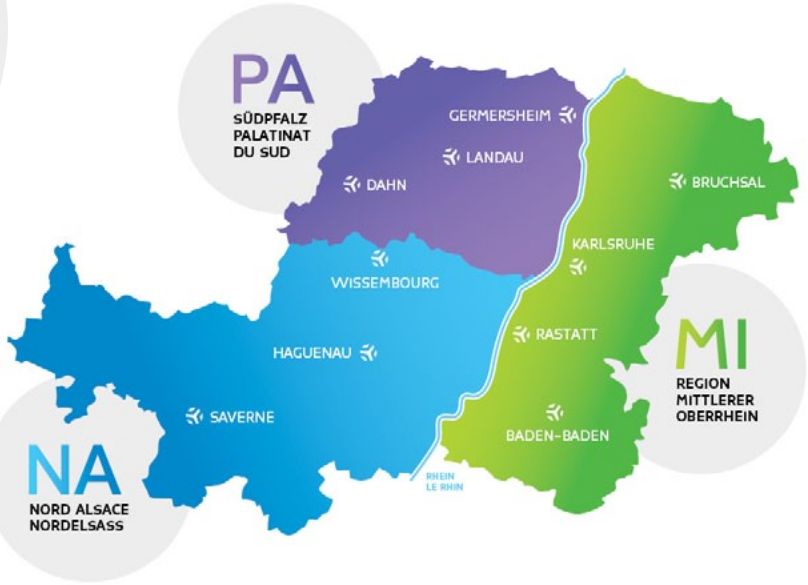 PA
SÜDPFALZ
PALATINAT
DU SUD
GERMERSHEIM
LANDAU
DAHN
BRUCHSAL
KARLSRUHE
WISSEMBOURG
RASTATT
HAGUENAU
MI
REGION
MITTLERER
OBERRHEIN
SAVERNE
BADEN-BADEN
NA
NORD ALSACE
NORDELSASS
RHEIN
LE RHIN